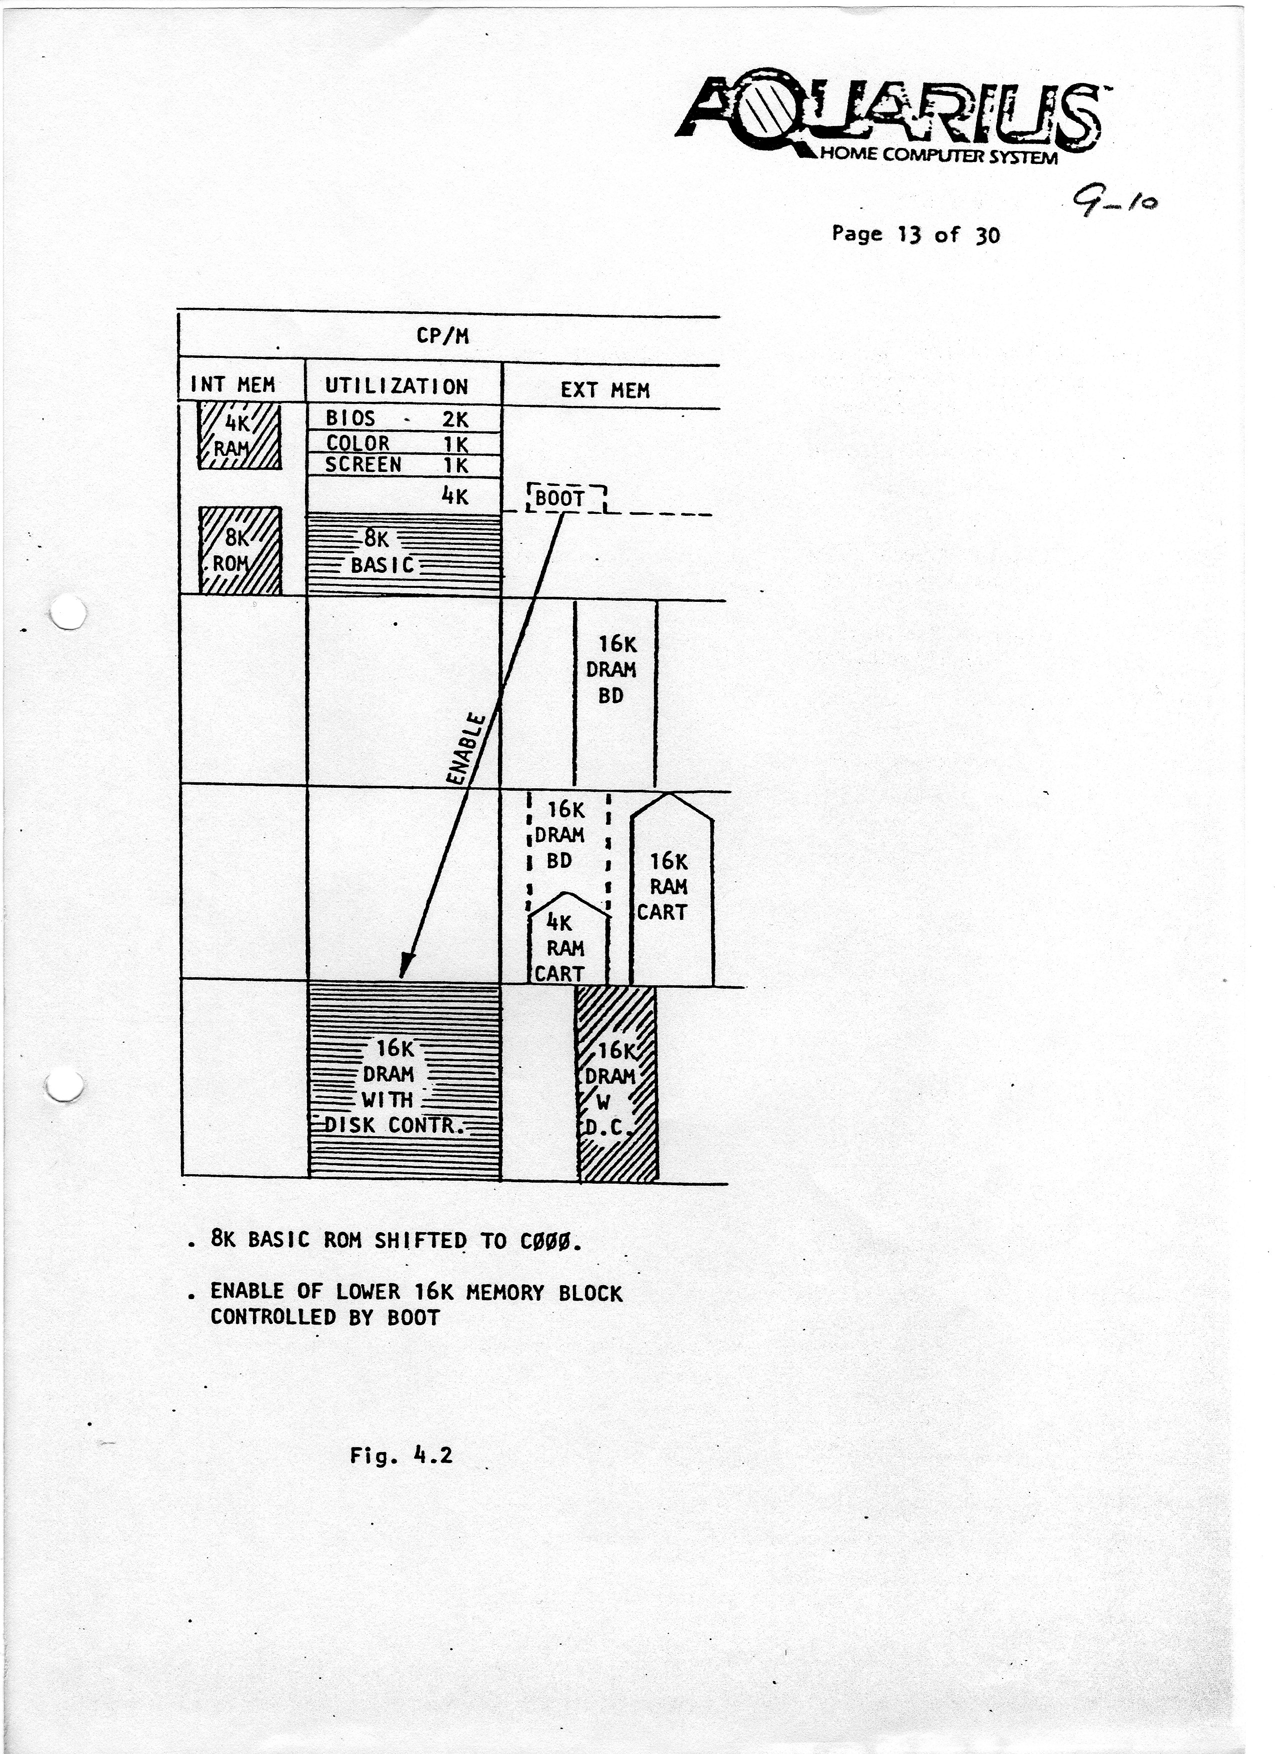 AQUARIUS™
HOME COMPUTER SYSTEM
9-10
Page 13 of 30
CP/M
INT MEM
UTILIZATION
EXT MEM
4K
RAM
BIOS - 2K
COLOR 1K
SCREEN 1K
4K
BOOT
8K
ROM
8K
BASIC
16K
DRAM
BD
ENABLE
16K
DRAM
BD
4K
RAM
CART
16K
RAM
CART
16K
DRAM
WITH
DISK CONTR.
16K
DRAM
W
D.C.
. 8K BASIC ROM SHIFTED TO C000.
. ENABLE OF LOWER 16K MEMORY BLOCK
CONTROLLED BY BOOT
Fig. 4.2